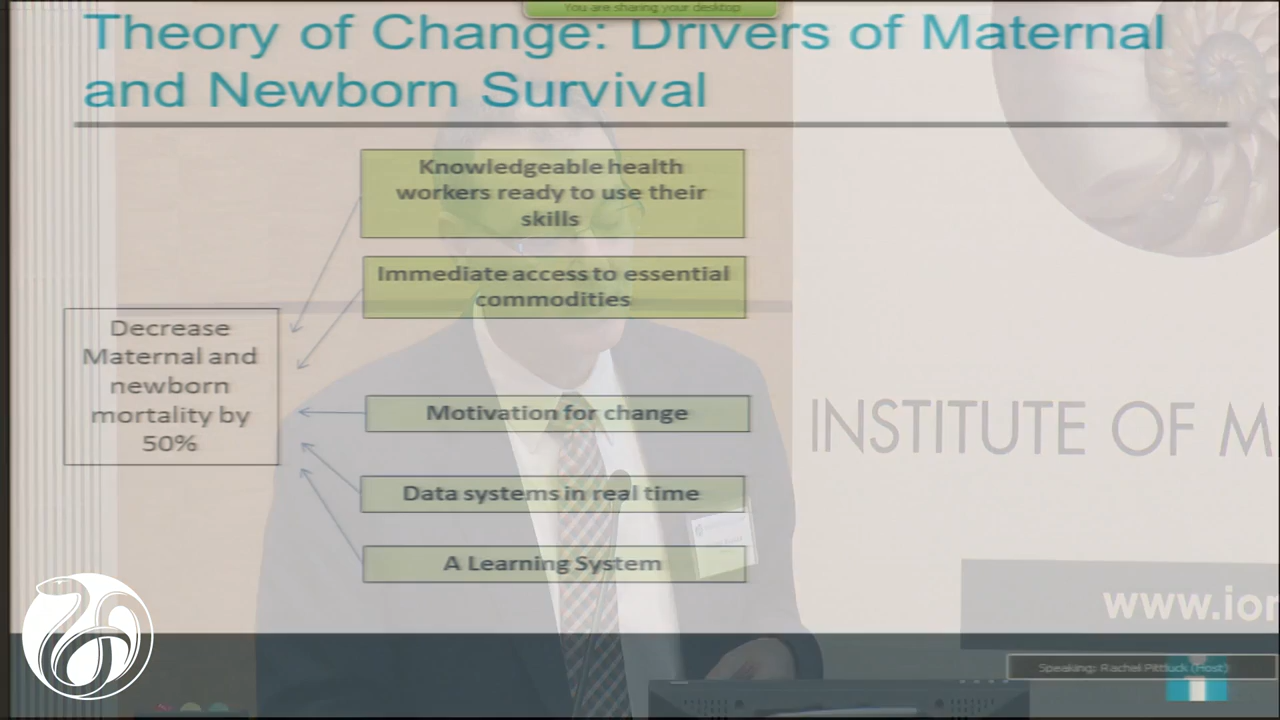 You are sharing your desktop
Theory of Change: Drivers of Maternal
and Newborn Survival
Knowledgeable health
workers ready to use their
skills
Immediate access to essential
commodities
Decrease
Maternal and
newborn
mortality by
50%
Motivation for change
Data systems in real time
A Learning System
INSTITUTE OF M
www.ion
Speaking: Rachel Pittluck (Host)